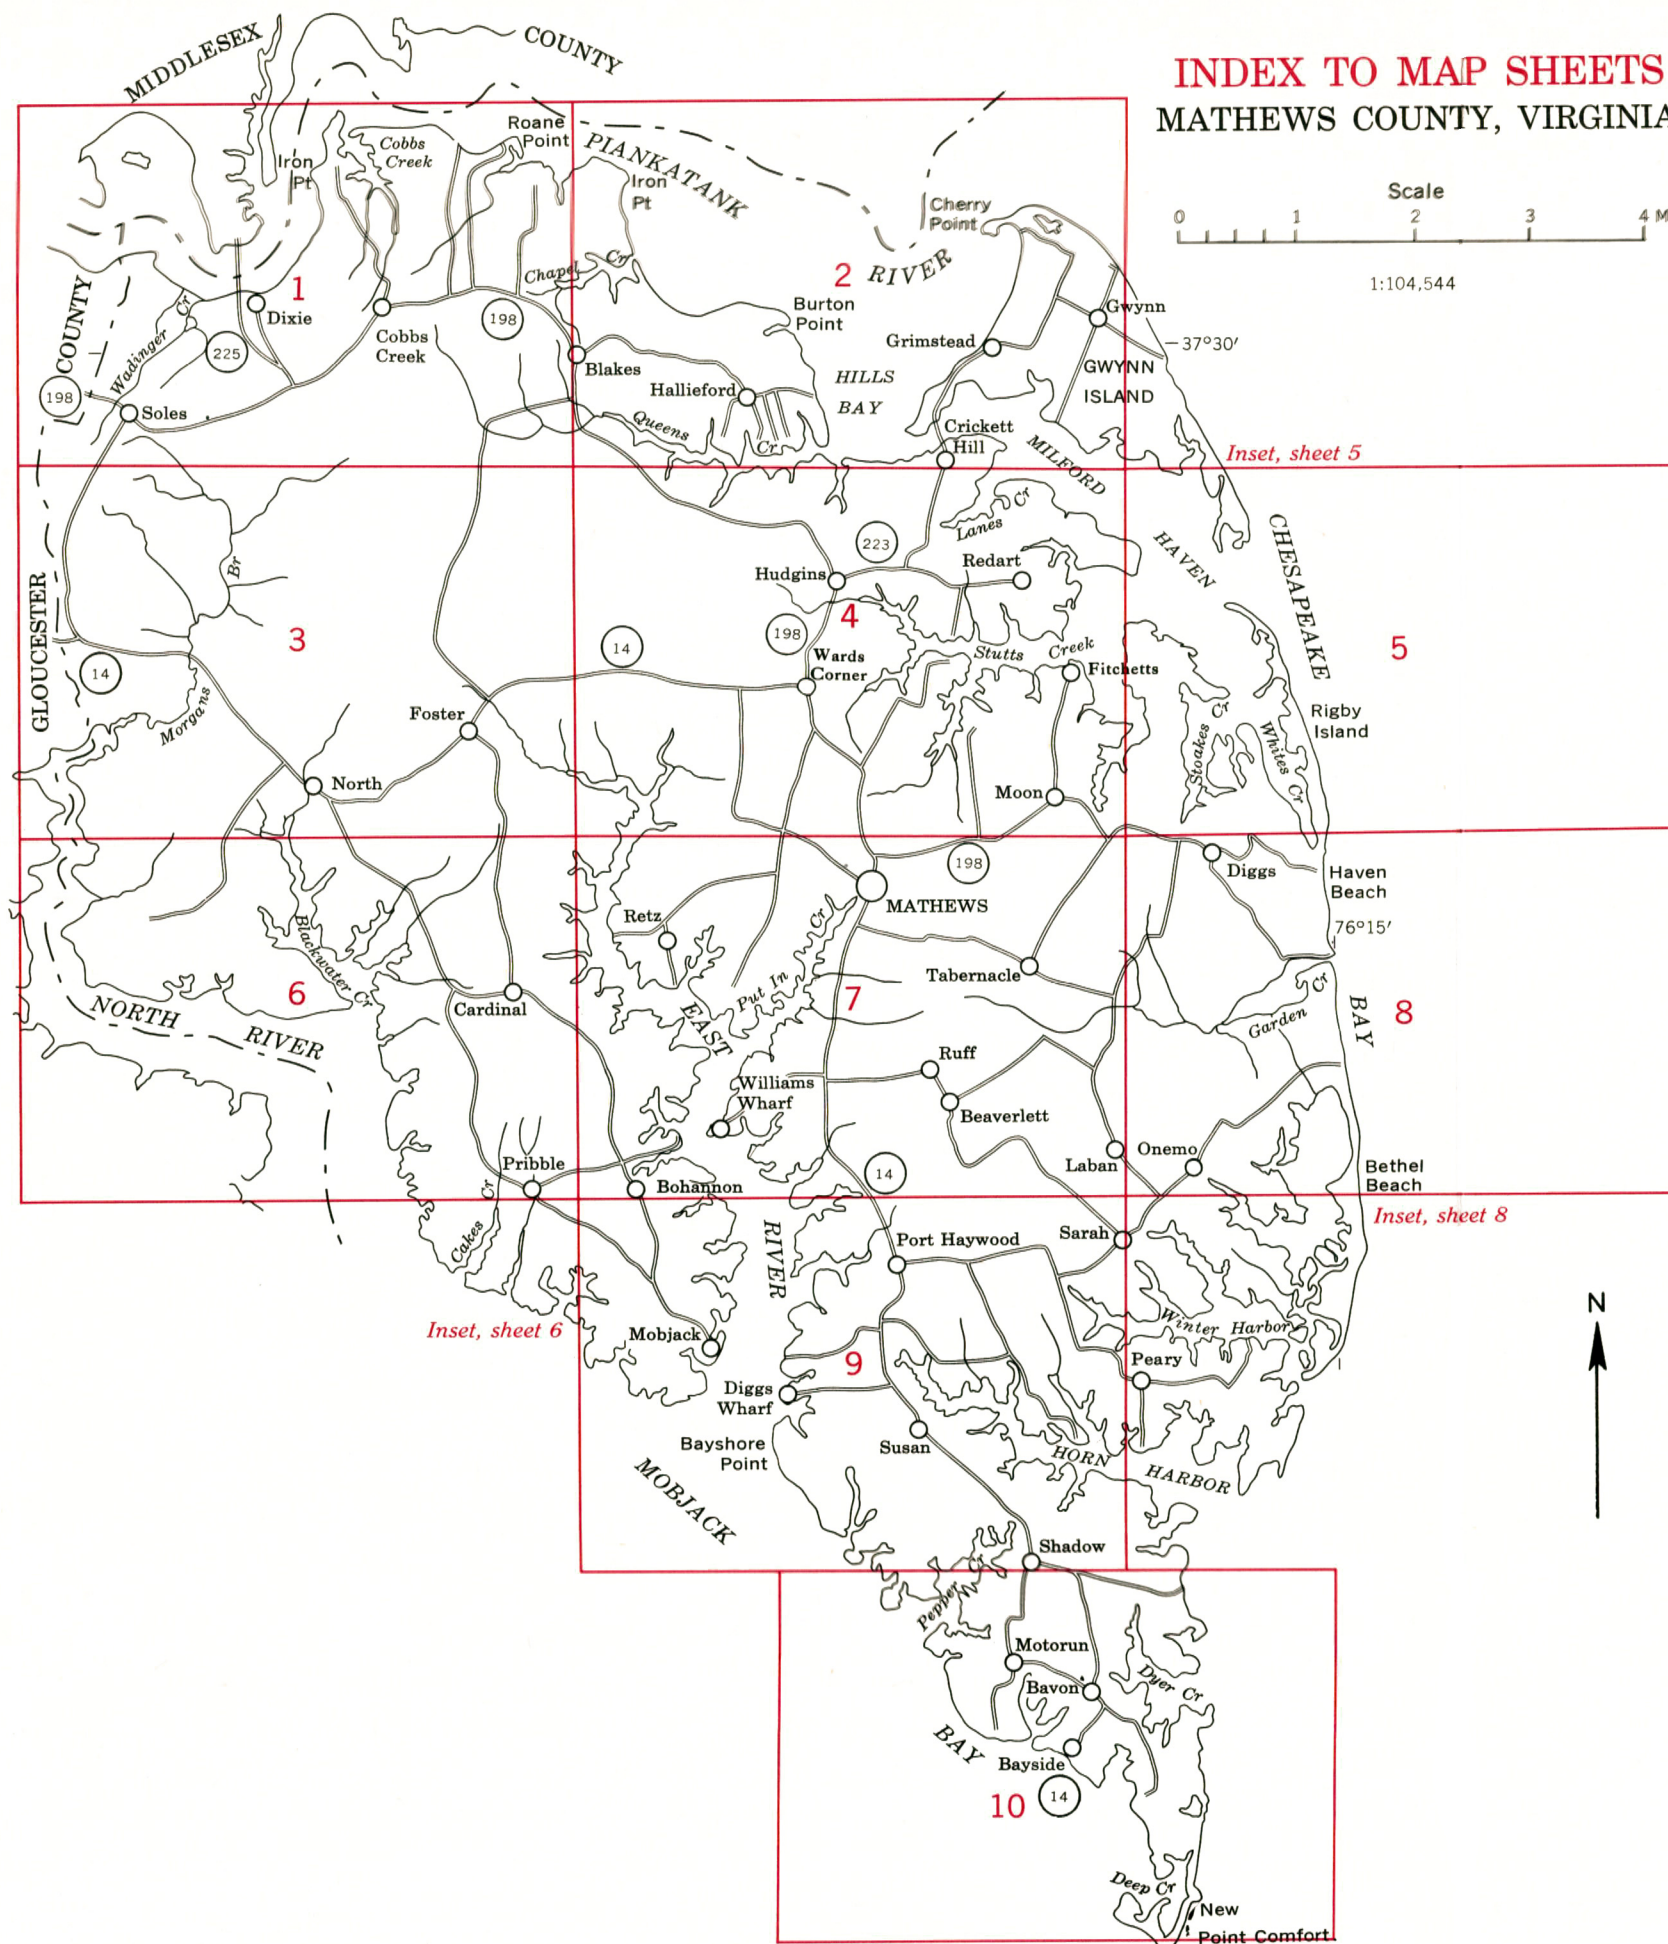 INDEX TO MAP SHEETS
MATHEWS COUNTY, VIRGINIA
Scale
0 1 2 3 4 M
1:104,544
MIDDLESEX COUNTY
Roane
Point
PIANKATANK
Cobbs
Creek
Iron
Pt
Iron
Pt
Cherry
Point
RIVER
Chapel Cr
1
2
Dixie
Cobbs
Creek
198
Burton
Point
Gwynn
Grimstead
37°30′
GWYNN
ISLAND
COUNTY
Wadinger Cr
225
Blakes
Hallieford
HILLS
BAY
198
Soles
Queens
Cr
Crickett
Hill
MILFORD
Inset, sheet 5
Lanes Cr
HAVEN
CHESAPEAKE
223
Redart
Hudgins
Br
GLOUCESTER
3
4
5
14
198
14
Wards
Corner
Stutts Creek
Fitchetts
Morgans
Foster
Stoakes Cr
Whites Cr
Rigby
Island
North
Moon
198
Diggs
Haven
Beach
MATHEWS
Retz
76°15′
Blackwater Cr
Put In Cr
Tabernacle
6
7
8
Cardinal
EAST
Garden Cr
BAY
NORTH
RIVER
Ruff
Williams
Wharf
Beaverlett
Laban
Onemo
Pribble
14
Bethel
Beach
Bohannon
Inset, sheet 8
Cakes Cr
RIVER
Port Haywood
Sarah
N
Inset, sheet 6
Mobjack
Winter Harbor
9
Peary
Diggs
Wharf
Susan
Bayshore
Point
HORN
HARBOR
MOBJACK
Shadow
Pepper Cr
Motorun
Bavon
Dyer Cr
BAY
Bayside
10
14
Deep Cr
New
Point Comfort